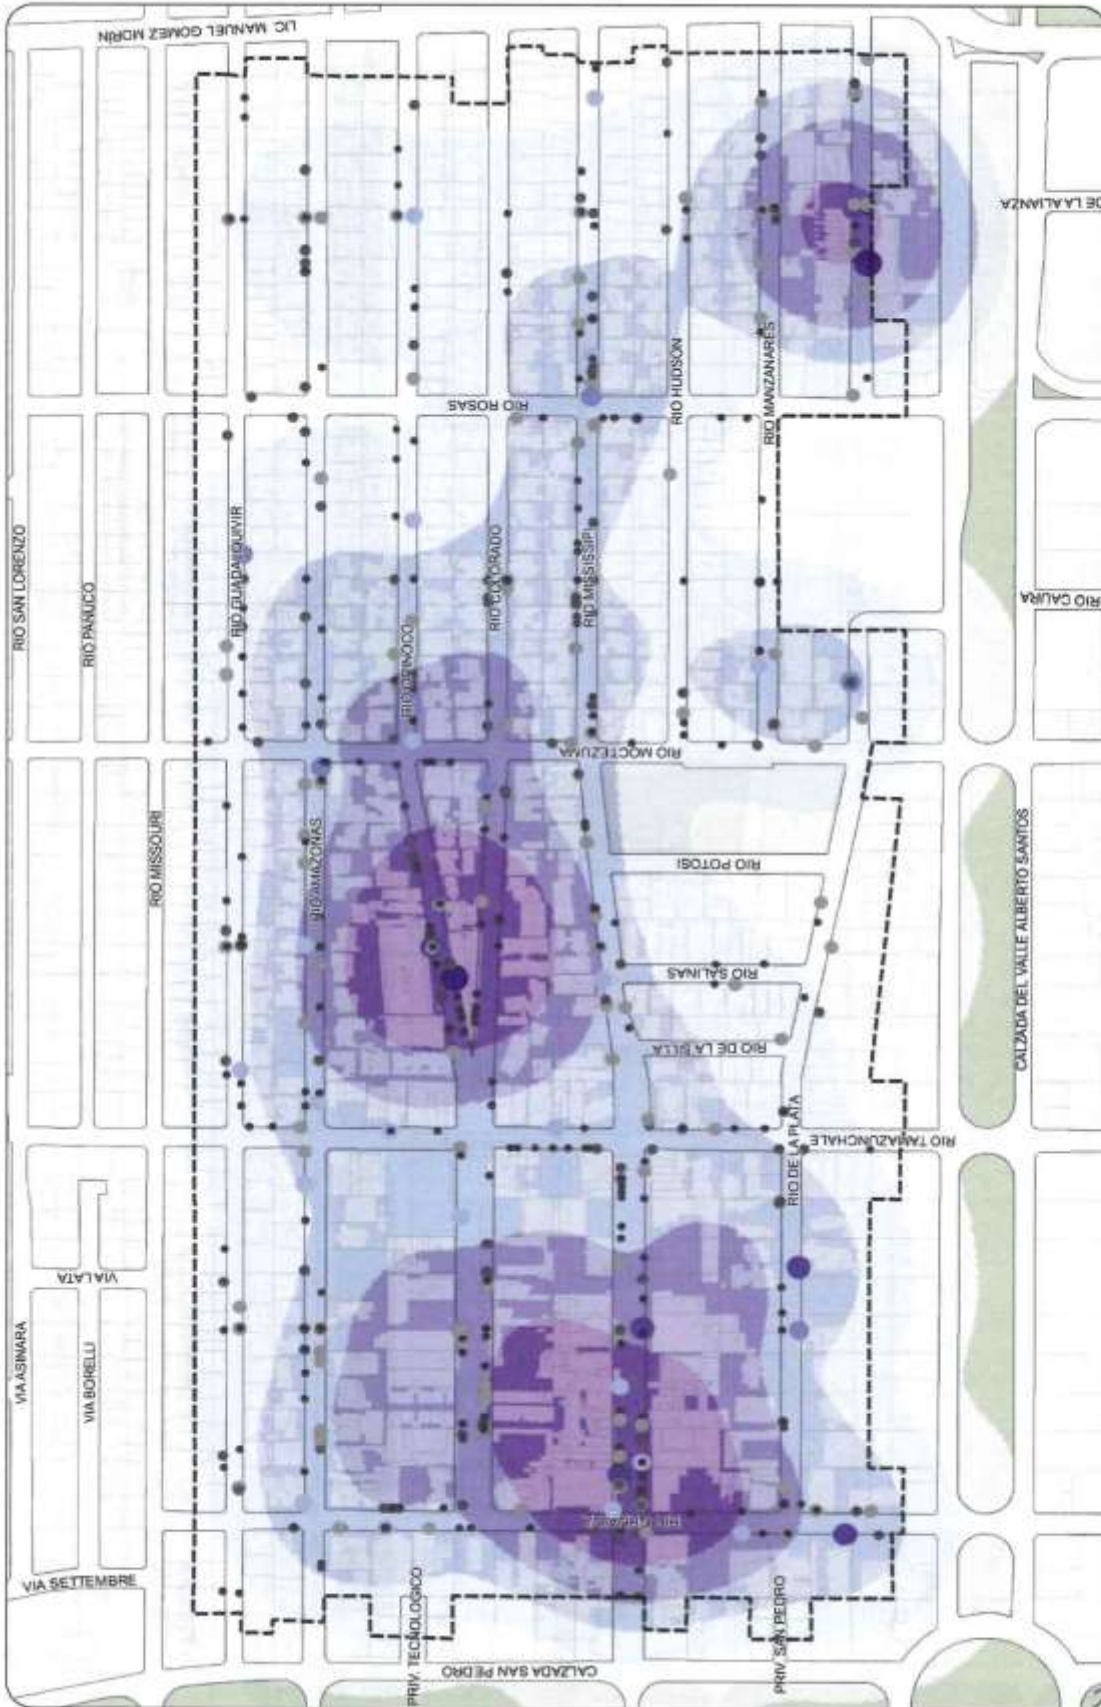 LIC. MANUEL GOMEZ MORÍN
DE LA ALIANZA
RIO ROSAS
RIO HUDSON
RIO MANZANARES
RIO SAN LORENZO
RIO PANUCO
RIO GUADALQUIVIR
RIO COLORADO
RIO MISSISSIPI
RIO CAURA
RIO ORINOCO
RIO MOCTEZUMA
RIO MISSOURI
RIO AMAZONAS
RIO POTOSI
CALZADA DEL VALLE ALBERTO SANTOS
RIO SALINAS
RIO DE LA SILLA
RIO DE LA PLATA
RIO TAMAZUNCHALE
VIA LATA
VIA ASINARA
VIA BORELLI
VIA SETTEMBRE
PRIV. TECNOLOGICO
PRIV. SAN PEDRO
CALZADA SAN PEDRO